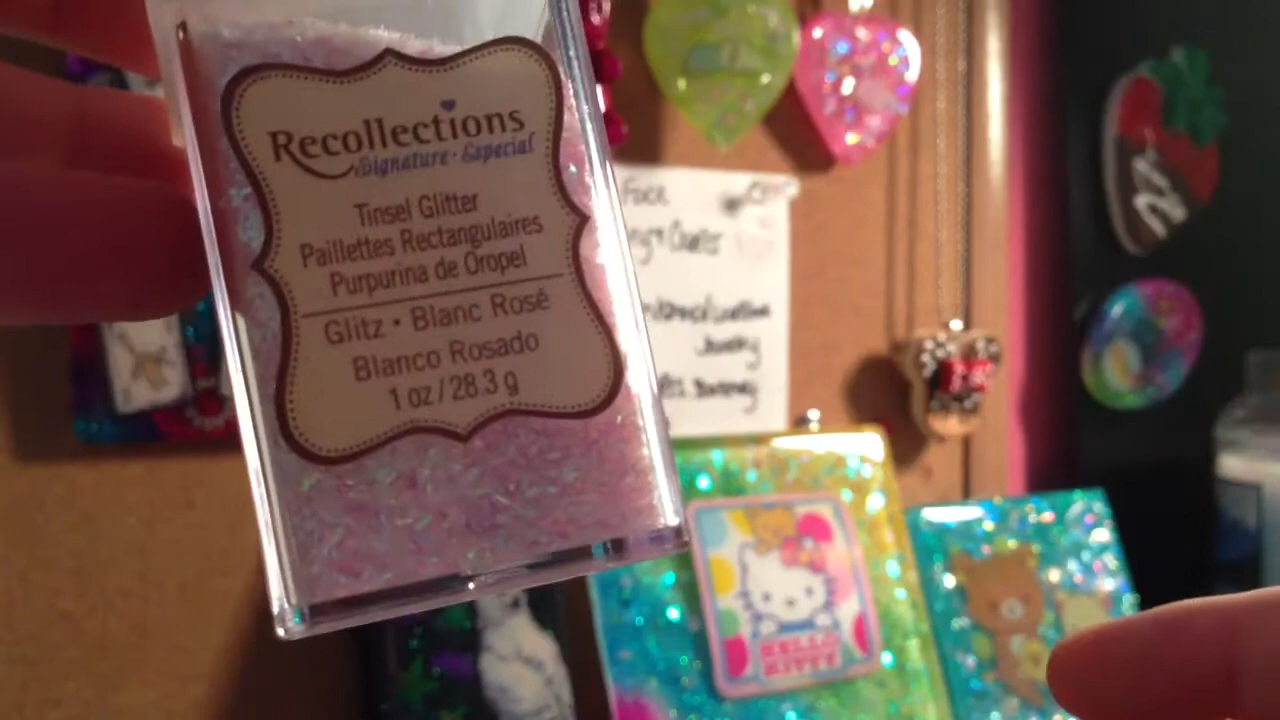 Recollections
Signature • Especial
Tinsel Glitter
Paillettes Rectangulaires
Purpurina de Oropel
Glitz • Blanc Rosé
Blanco Rosado
1 oz / 28.3 g
HELLO
KITTY